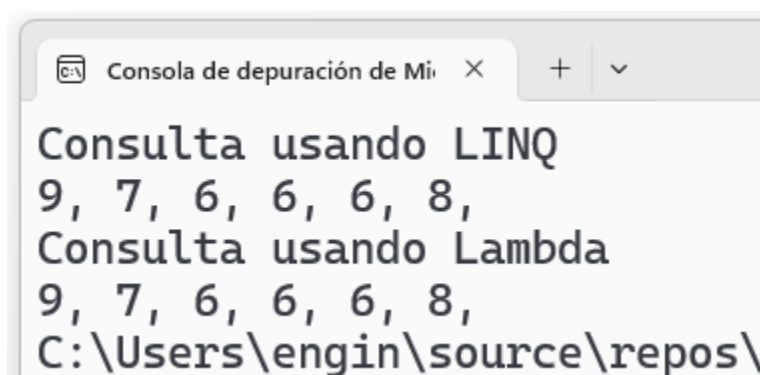 Consola de depuración de Mi
Consulta usando LINQ
9, 7, 6, 6, 6, 8,
Consulta usando Lambda
9, 7, 6, 6, 6, 8,
C:\Users\engin\source\repos\